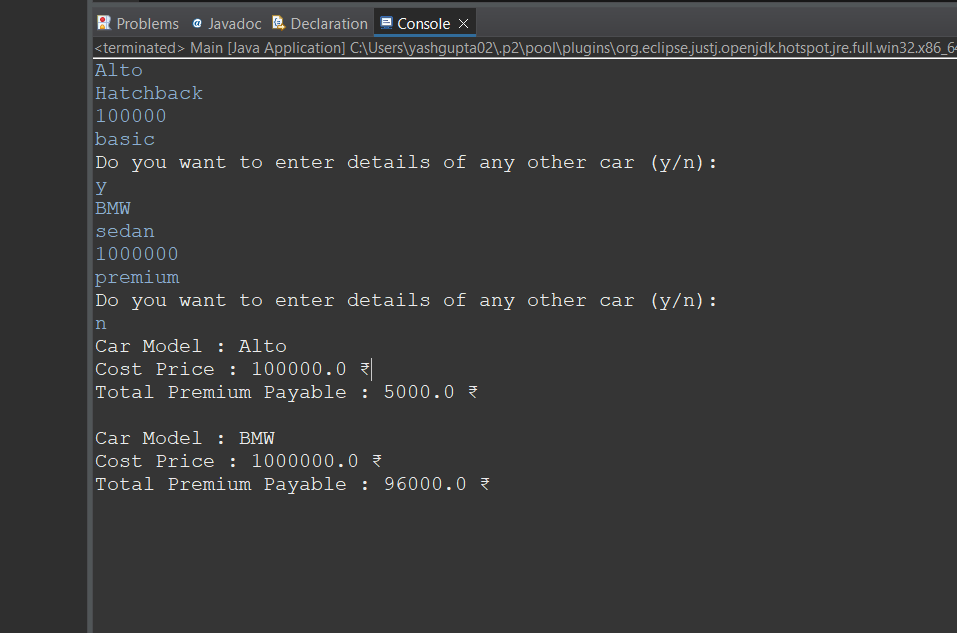 Problems @ Javadoc Declaration Console
<terminated> Main [Java Application] C:\Users\yashgupta02\.p2\pool\plugins\org.eclipse.justj.openjdk.hotspot.jre.full.win32.x86_64
Alto
Hatchback
100000
basic
Do you want to enter details of any other car (y/n):
y
BMW
sedan
1000000
premium
Do you want to enter details of any other car (y/n):
n
Car Model : Alto
Cost Price : 100000.0 ₹
Total Premium Payable : 5000.0 ₹
Car Model : BMW
Cost Price : 1000000.0 ₹
Total Premium Payable : 96000.0 ₹